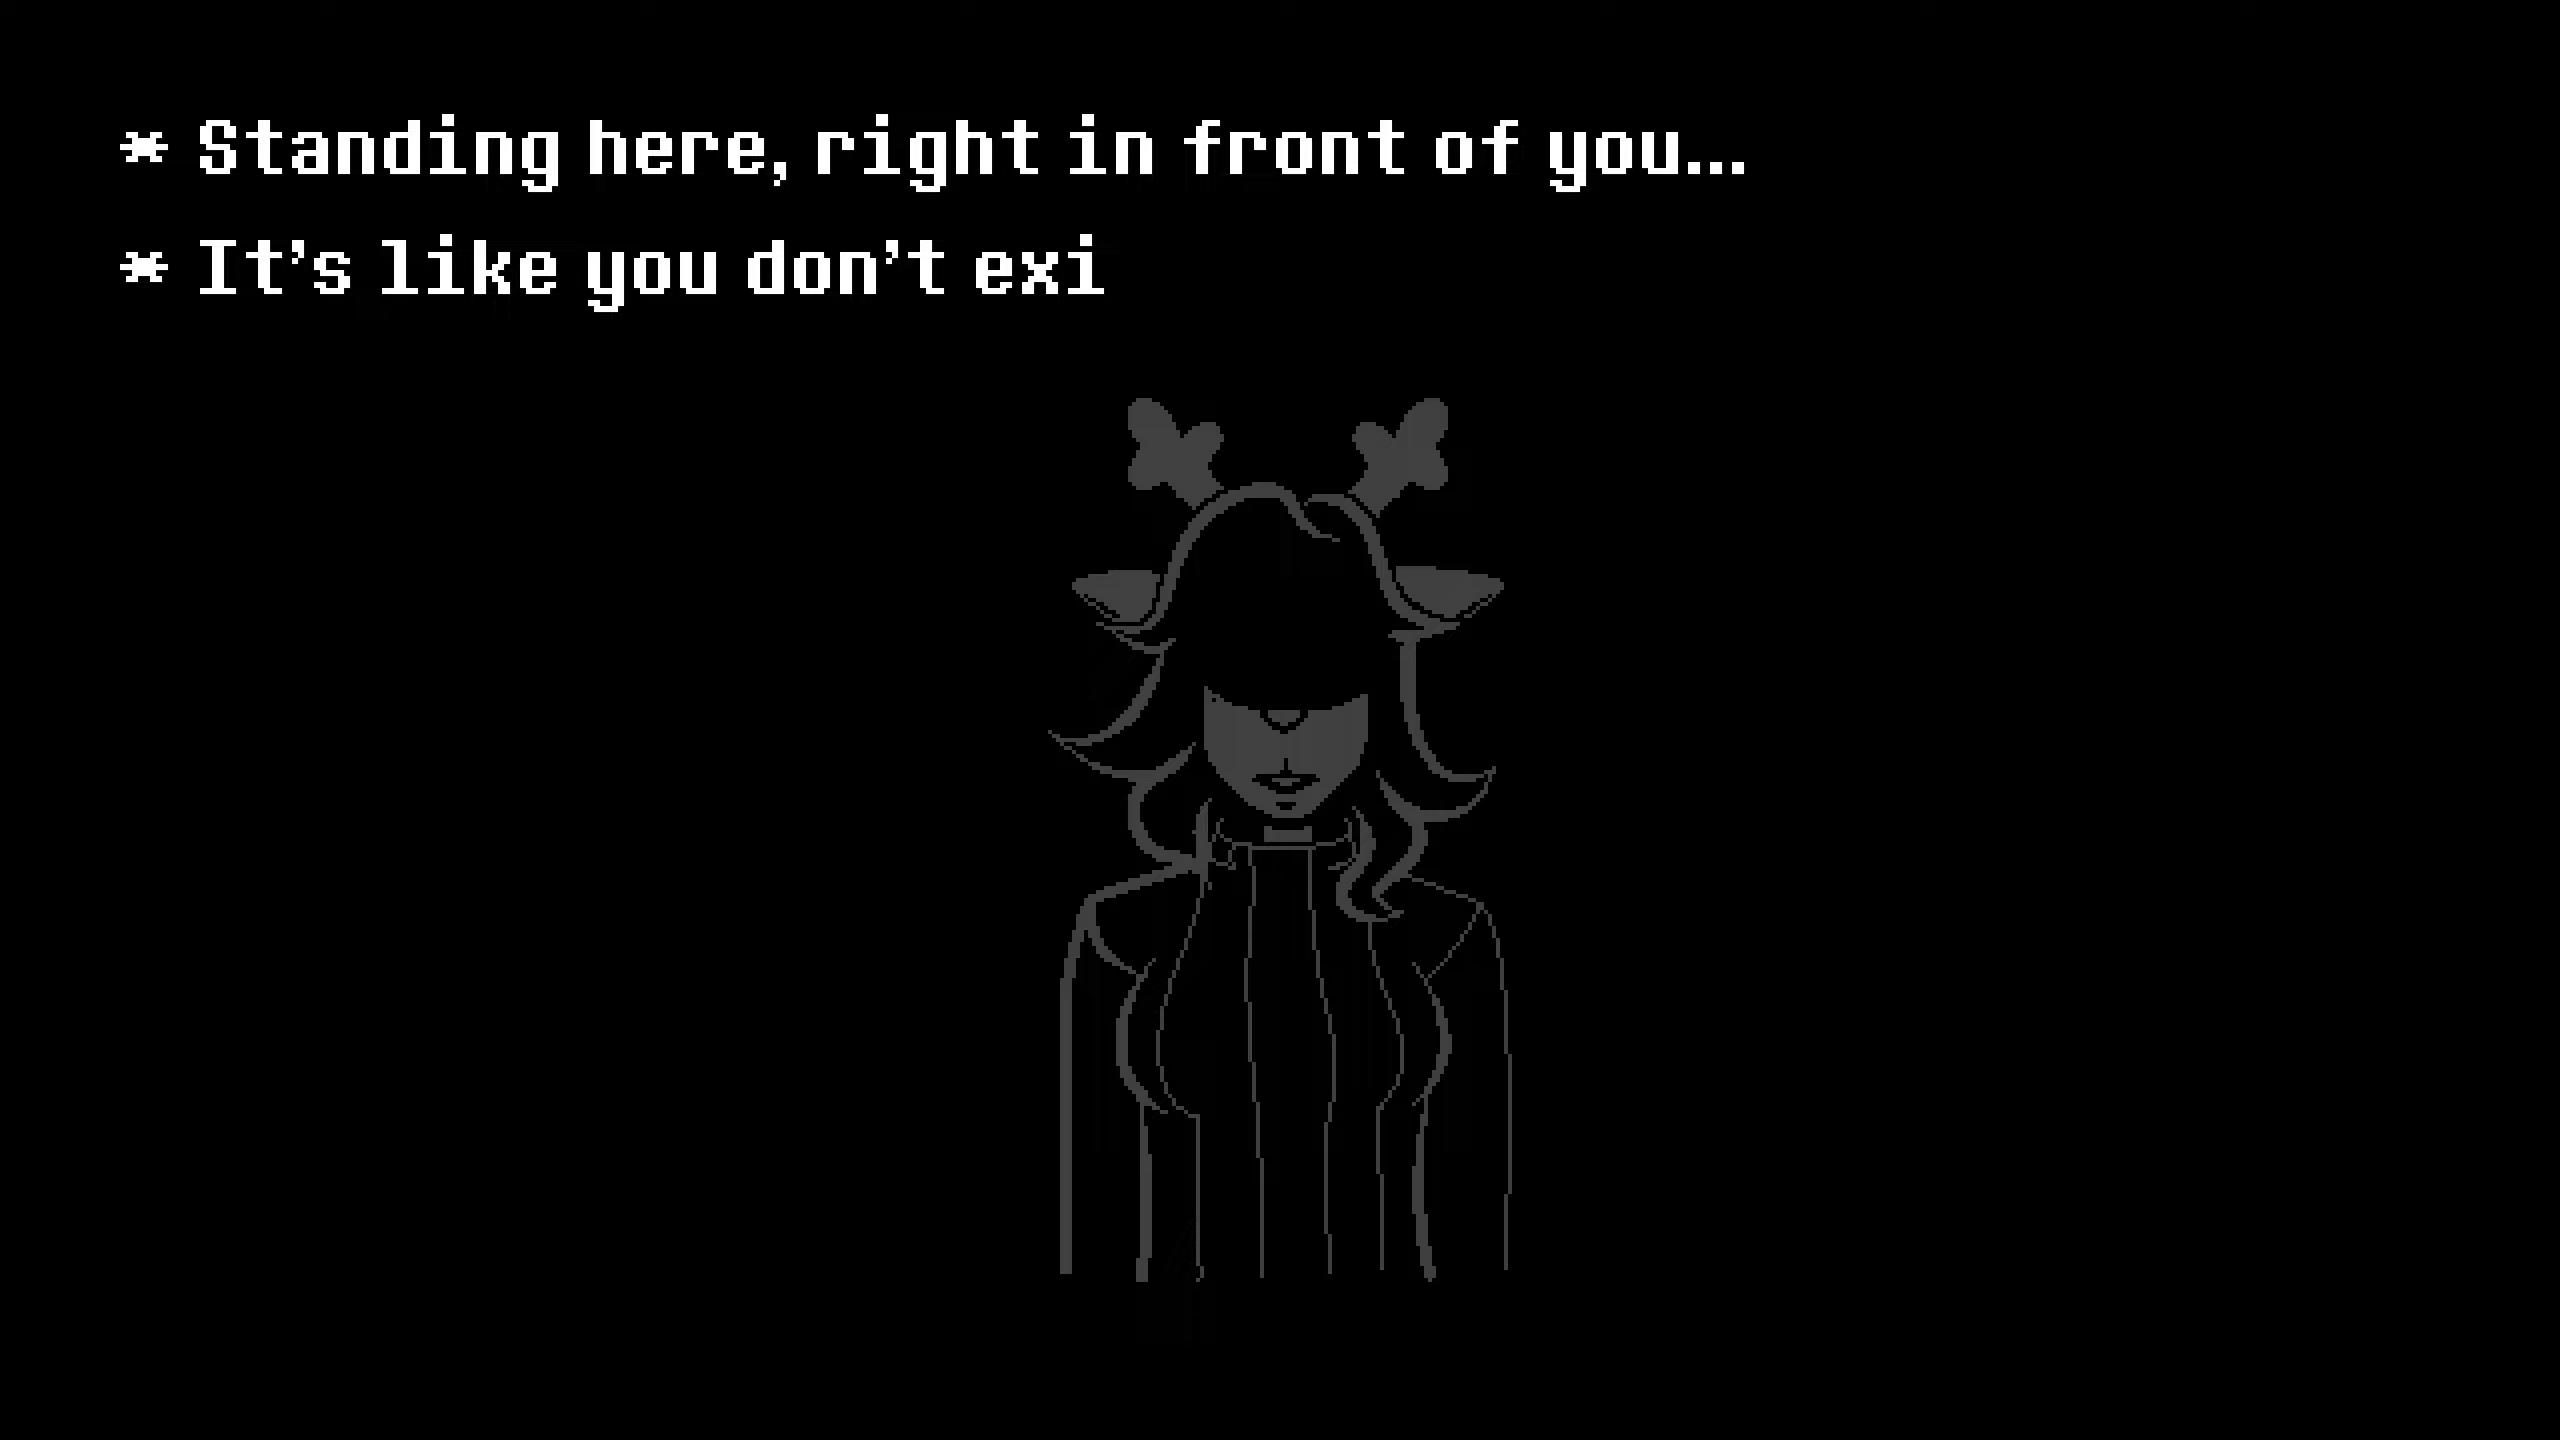 * Standing here, right in front of you...
* It's like you don't exi